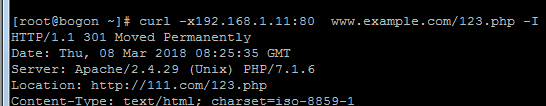 [root@bogon ~]# curl -x192.168.1.11:80  www.example.com/123.php -I
HTTP/1.1 301 Moved Permanently
Date: Thu, 08 Mar 2018 08:25:35 GMT
Server: Apache/2.4.29 (Unix) PHP/7.1.6
Location: http://111.com/123.php
Content-Type: text/html; charset=iso-8859-1